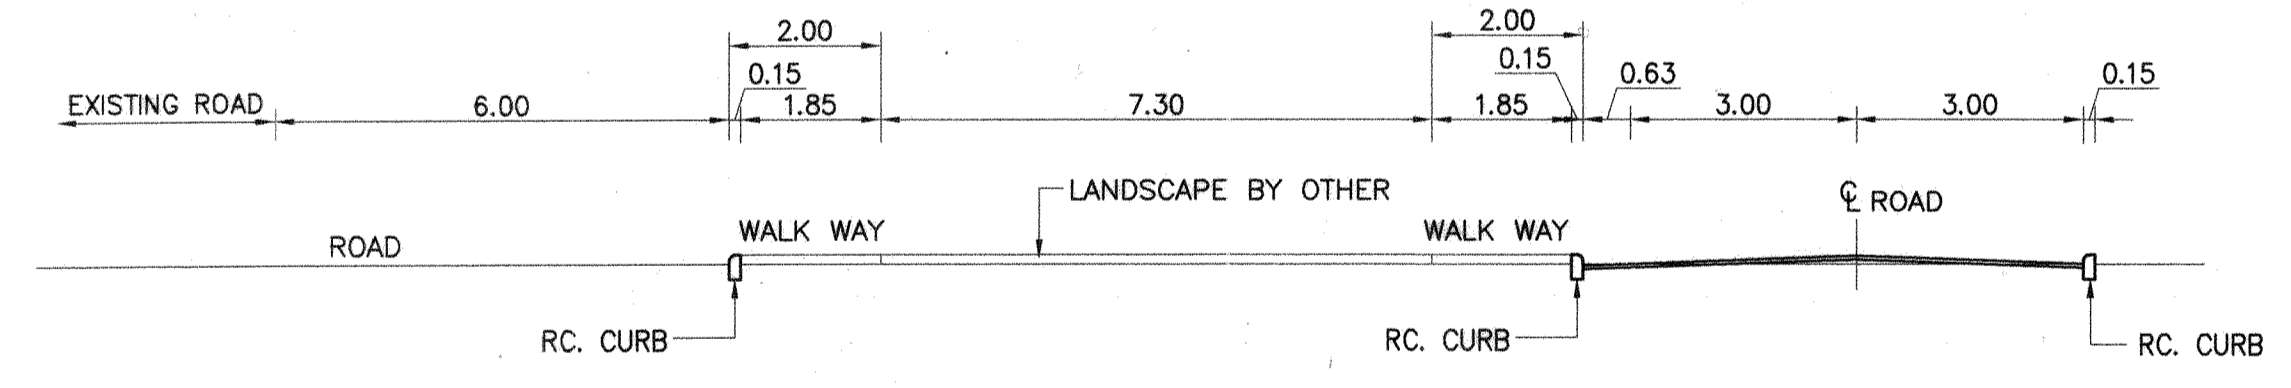 2.00
2.00
0.15
0.15
0.63
0.15
EXISTING ROAD
6.00
1.85
7.30
1.85
3.00
3.00
LANDSCAPE BY OTHER
℄ ROAD
ROAD
WALK WAY
WALK WAY
RC. CURB
RC. CURB
RC. CURB